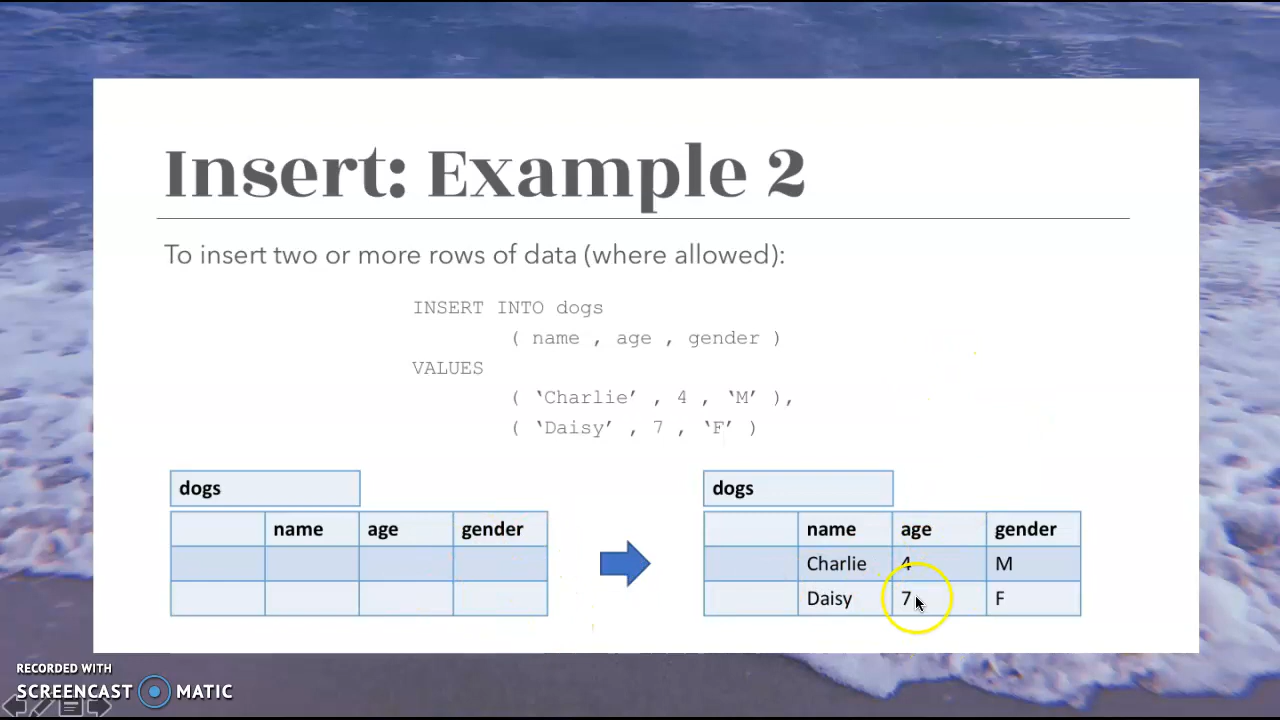 Insert: Example 2
To insert two or more rows of data (where allowed):
INSERT INTO dogs
( name , age , gender )
VALUES
( ‘Charlie’ , 4 , ‘M’ ),
( ‘Daisy’ , 7 , ‘F’ )
dogs
name age gender
dogs
name age gender
Charlie 4 M
Daisy 7 F
RECORDED WITH
SCREENCAST MATIC